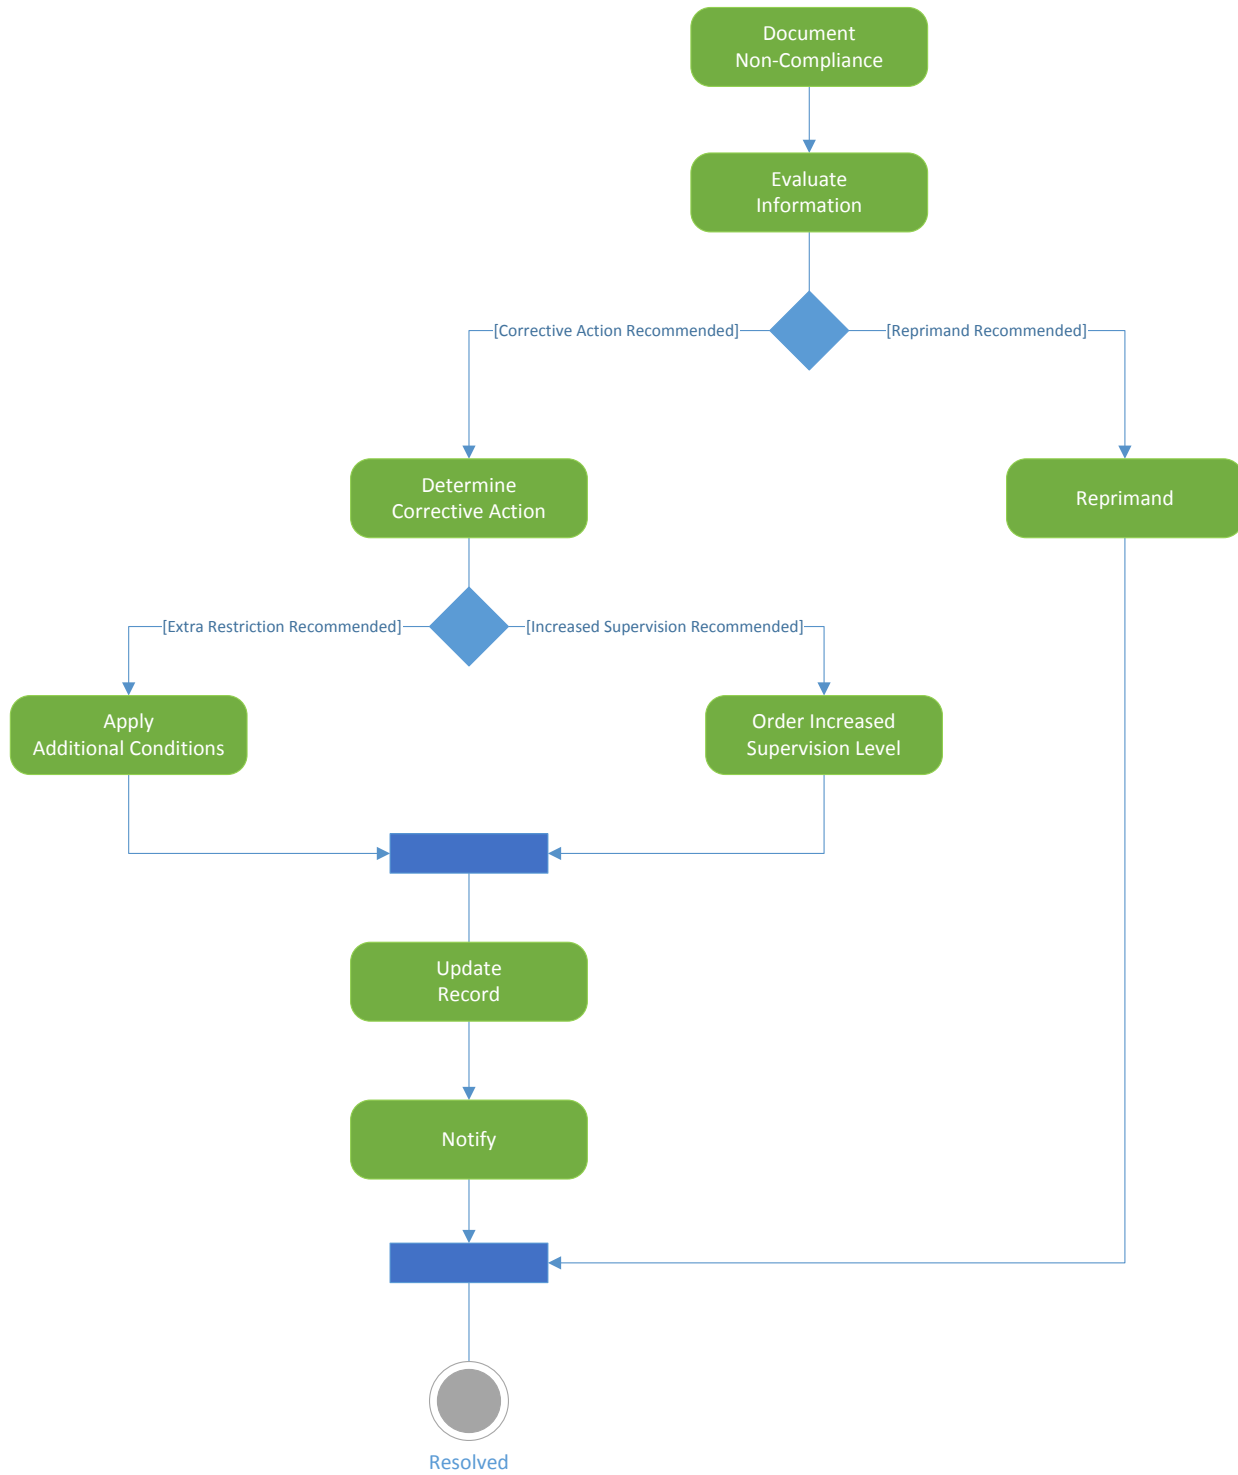 Document
Non-Compliance
Evaluate
Information
[Corrective Action Recommended]
[Reprimand Recommended]
Determine
Corrective Action
Reprimand
[Extra Restriction Recommended]
[Increased Supervision Recommended]
Apply
Additional Conditions
Order Increased
Supervision Level
Update
Record
Notify
Resolved